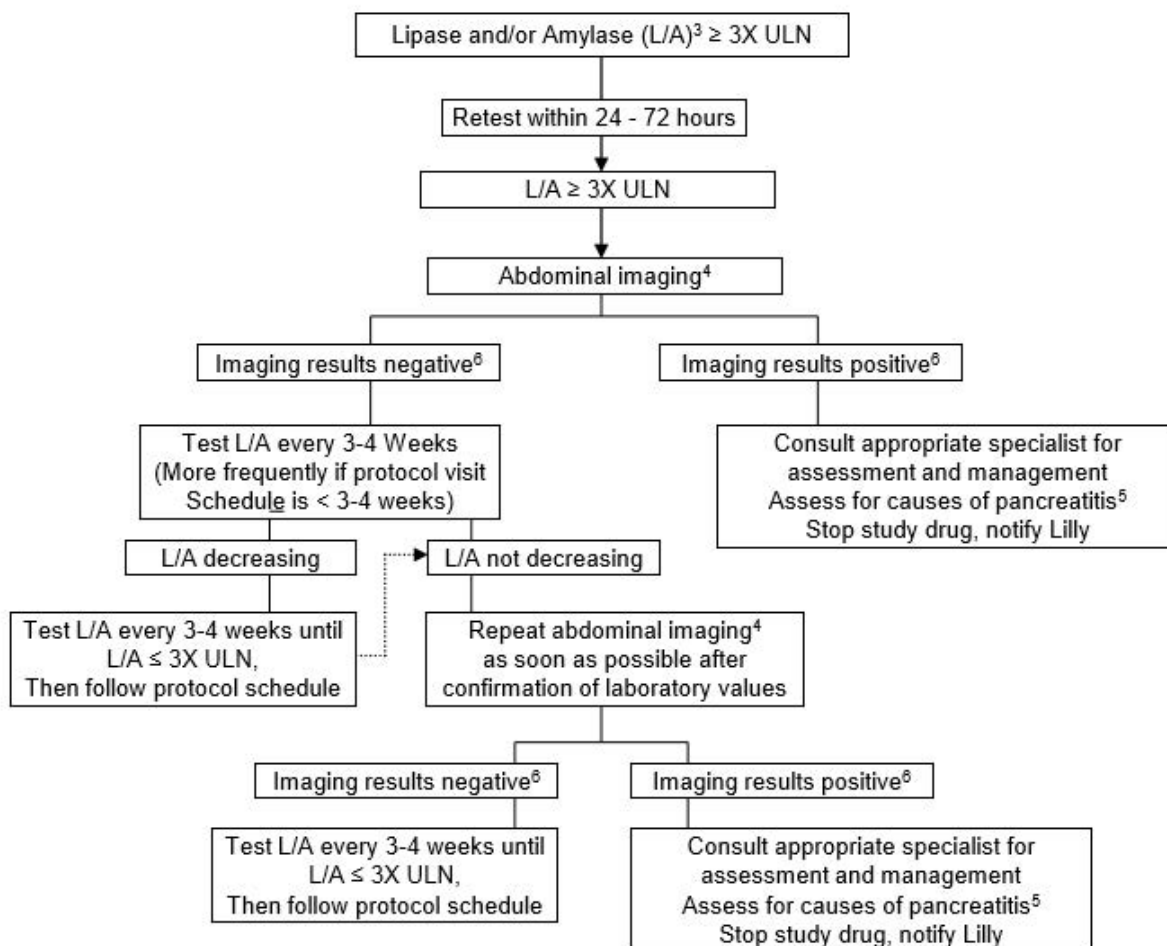 Lipase and/or Amylase (L/A)³ ≥ 3X ULN
Retest within 24 - 72 hours
L/A ≥ 3X ULN
Abdominal imaging⁴
Imaging results negative⁶
Imaging results positive⁶
Test L/A every 3-4 Weeks
(More frequently if protocol visit
Schedule is < 3-4 weeks)
Consult appropriate specialist for
assessment and management
Assess for causes of pancreatitis⁵
Stop study drug, notify Lilly
L/A decreasing
L/A not decreasing
Test L/A every 3-4 weeks until
L/A ≤ 3X ULN,
Then follow protocol schedule
Repeat abdominal imaging⁴
as soon as possible after
confirmation of laboratory values
Imaging results negative⁶
Imaging results positive⁶
Test L/A every 3-4 weeks until
L/A ≤ 3X ULN,
Then follow protocol schedule
Consult appropriate specialist for
assessment and management
Assess for causes of pancreatitis⁵
Stop study drug, notify Lilly